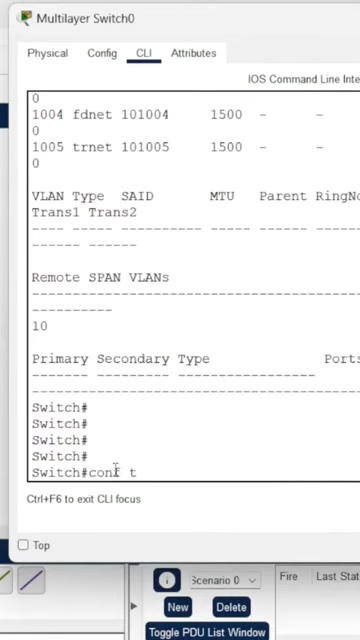 Multilayer Switch0
Physical Config CLI Attributes
IOS Command Line Inte
0
1004 fdnet 101004 1500 - -
0
1005 trnet 101005 1500 - -
0
VLAN Type SAID MTU Parent RingNo
Trans1 Trans2
---- ----- ---------- ----- ------ ------
------ ------
Remote SPAN VLANs
------------------------------------------
----------
10
Primary Secondary Type Ports
------- --------- ----------------- ------
Switch#
Switch#
Switch#
Switch#
Switch#conf t
Ctrl+F6 to exit CLI focus
Top
Scenario 0
Fire Last Stat
New Delete
Toggle PDU List Window